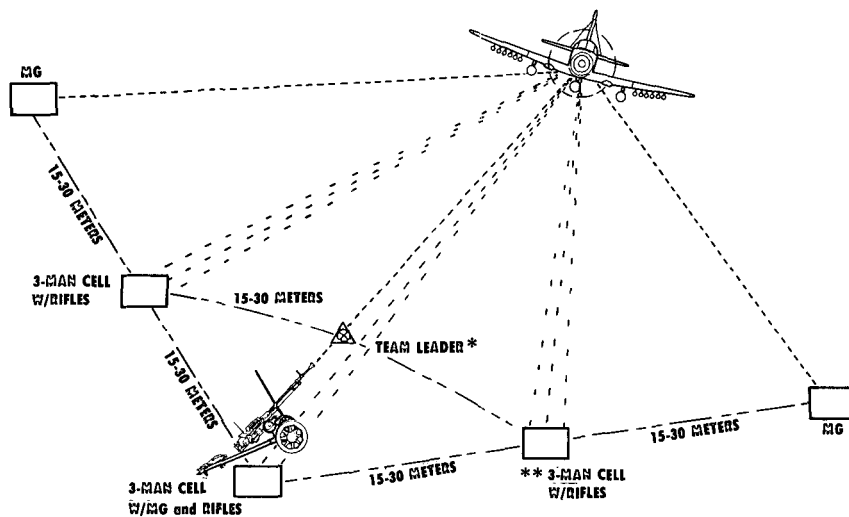 MG
15-30 METERS
3-MAN CELL
W/RIFLES
15-30 METERS
TEAM LEADER*
15-30 METERS
MG
15-30 METERS
** 3-MAN CELL
W/RIFLES
15-30 METERS
3-MAN CELL
W/MG and RIFLES